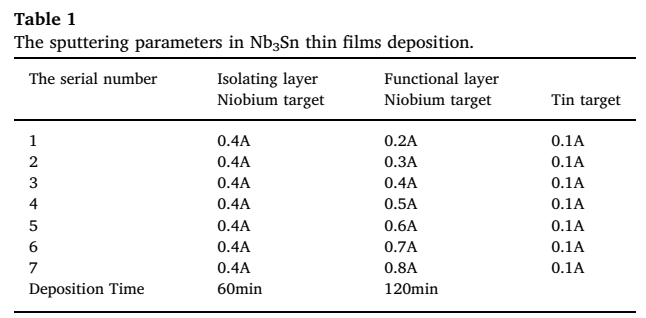 Table 1
The sputtering parameters in Nb₃Sn thin films deposition.
The serial number Isolating layer Functional layer
Niobium target Niobium target Tin target
1 0.4A 0.2A 0.1A
2 0.4A 0.3A 0.1A
3 0.4A 0.4A 0.1A
4 0.4A 0.5A 0.1A
5 0.4A 0.6A 0.1A
6 0.4A 0.7A 0.1A
7 0.4A 0.8A 0.1A
Deposition Time 60min 120min